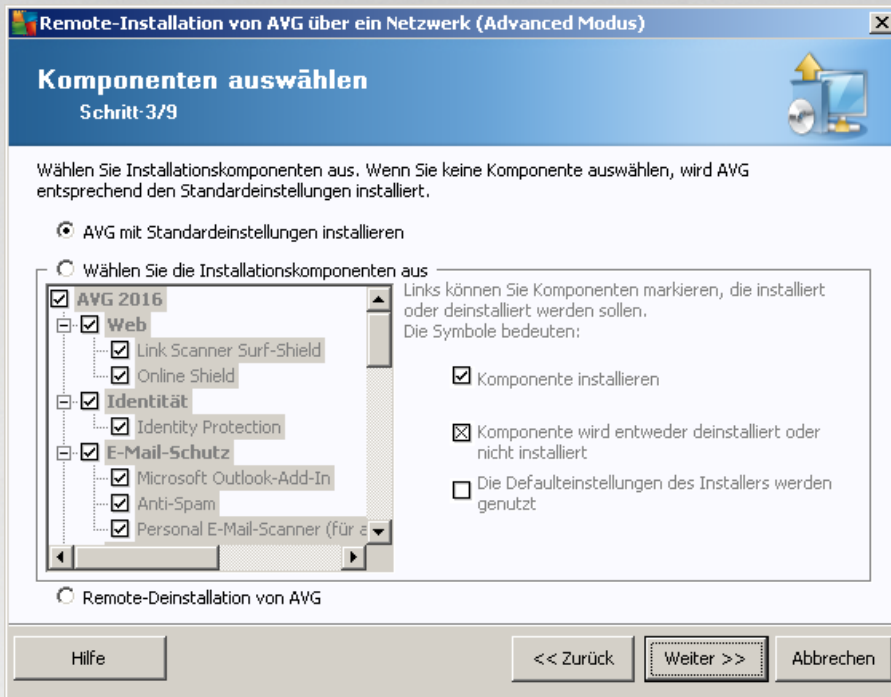 Remote-Installation von AVG über ein Netzwerk (Advanced Modus)
Komponenten auswählen
Schritt-3/9
Wählen Sie Installationskomponenten aus. Wenn Sie keine Komponente auswählen, wird AVG
entsprechend den Standardeinstellungen installiert.
AVG mit Standardeinstellungen installieren
Wählen Sie die Installationskomponenten aus
AVG 2016
Web
Link Scanner Surf-Shield
Online Shield
Identität
Identity Protection
E-Mail-Schutz
Microsoft Outlook-Add-In
Anti-Spam
Personal E-Mail-Scanner (für a
Links können Sie Komponenten markieren, die installiert
oder deinstalliert werden sollen.
Die Symbole bedeuten:
Komponente installieren
Komponente wird entweder deinstalliert oder
nicht installiert
Die Defaulteinstellungen des Installers werden
genutzt
Remote-Deinstallation von AVG
Hilfe
<< Zurück
Weiter >>
Abbrechen